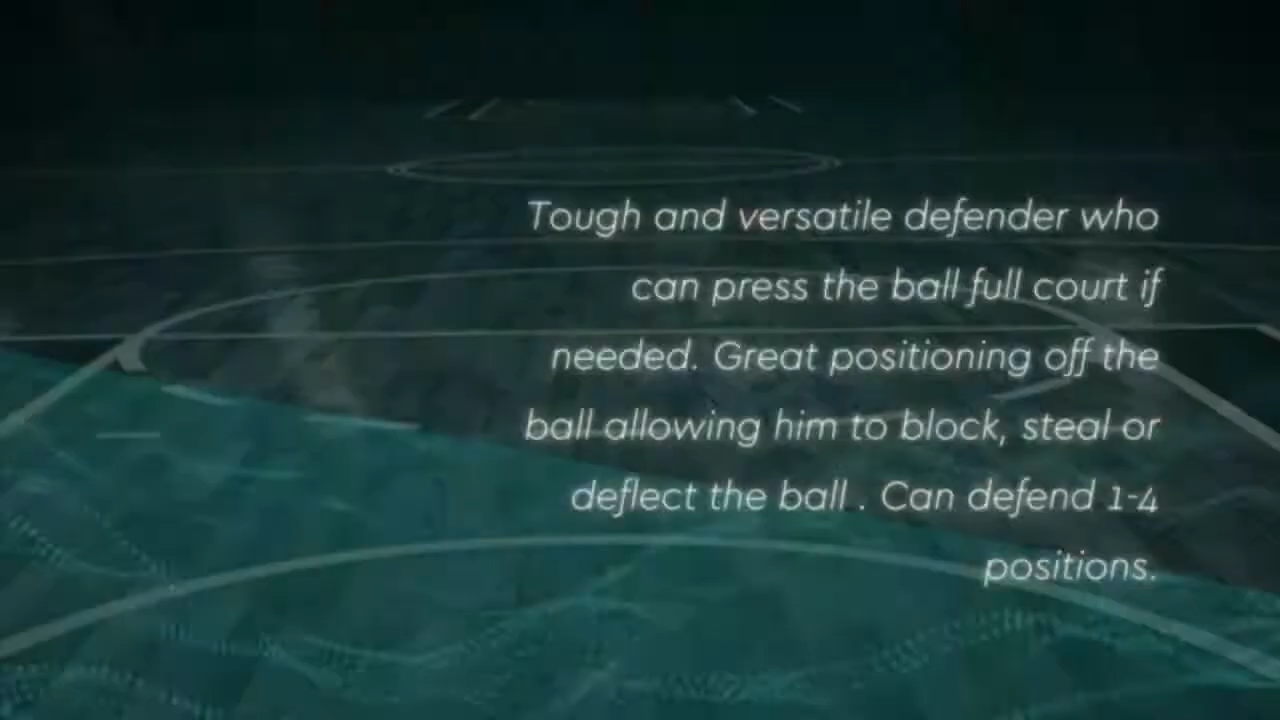 Tough and versatile defender who
can press the ball full court if
needed. Great positioning off the
ball allowing him to block, steal or
deflect the ball . Can defend 1-4
positions.